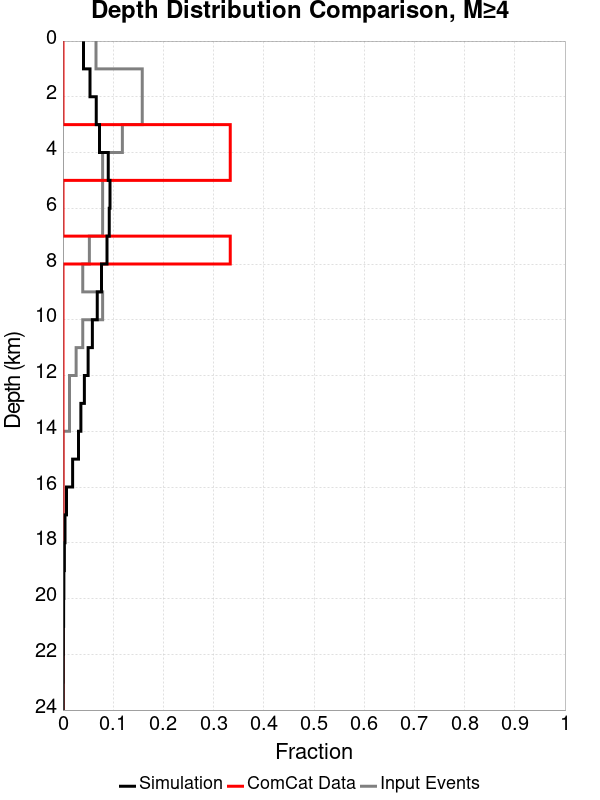 Depth Distribution Comparison, M≥4
0
2
4
6
8
10
12
14
16
18
20
22
24
Depth (km)
0 0.1 0.2 0.3 0.4 0.5 0.6 0.7 0.8 0.9 1
Fraction
Simulation ComCat Data Input Events